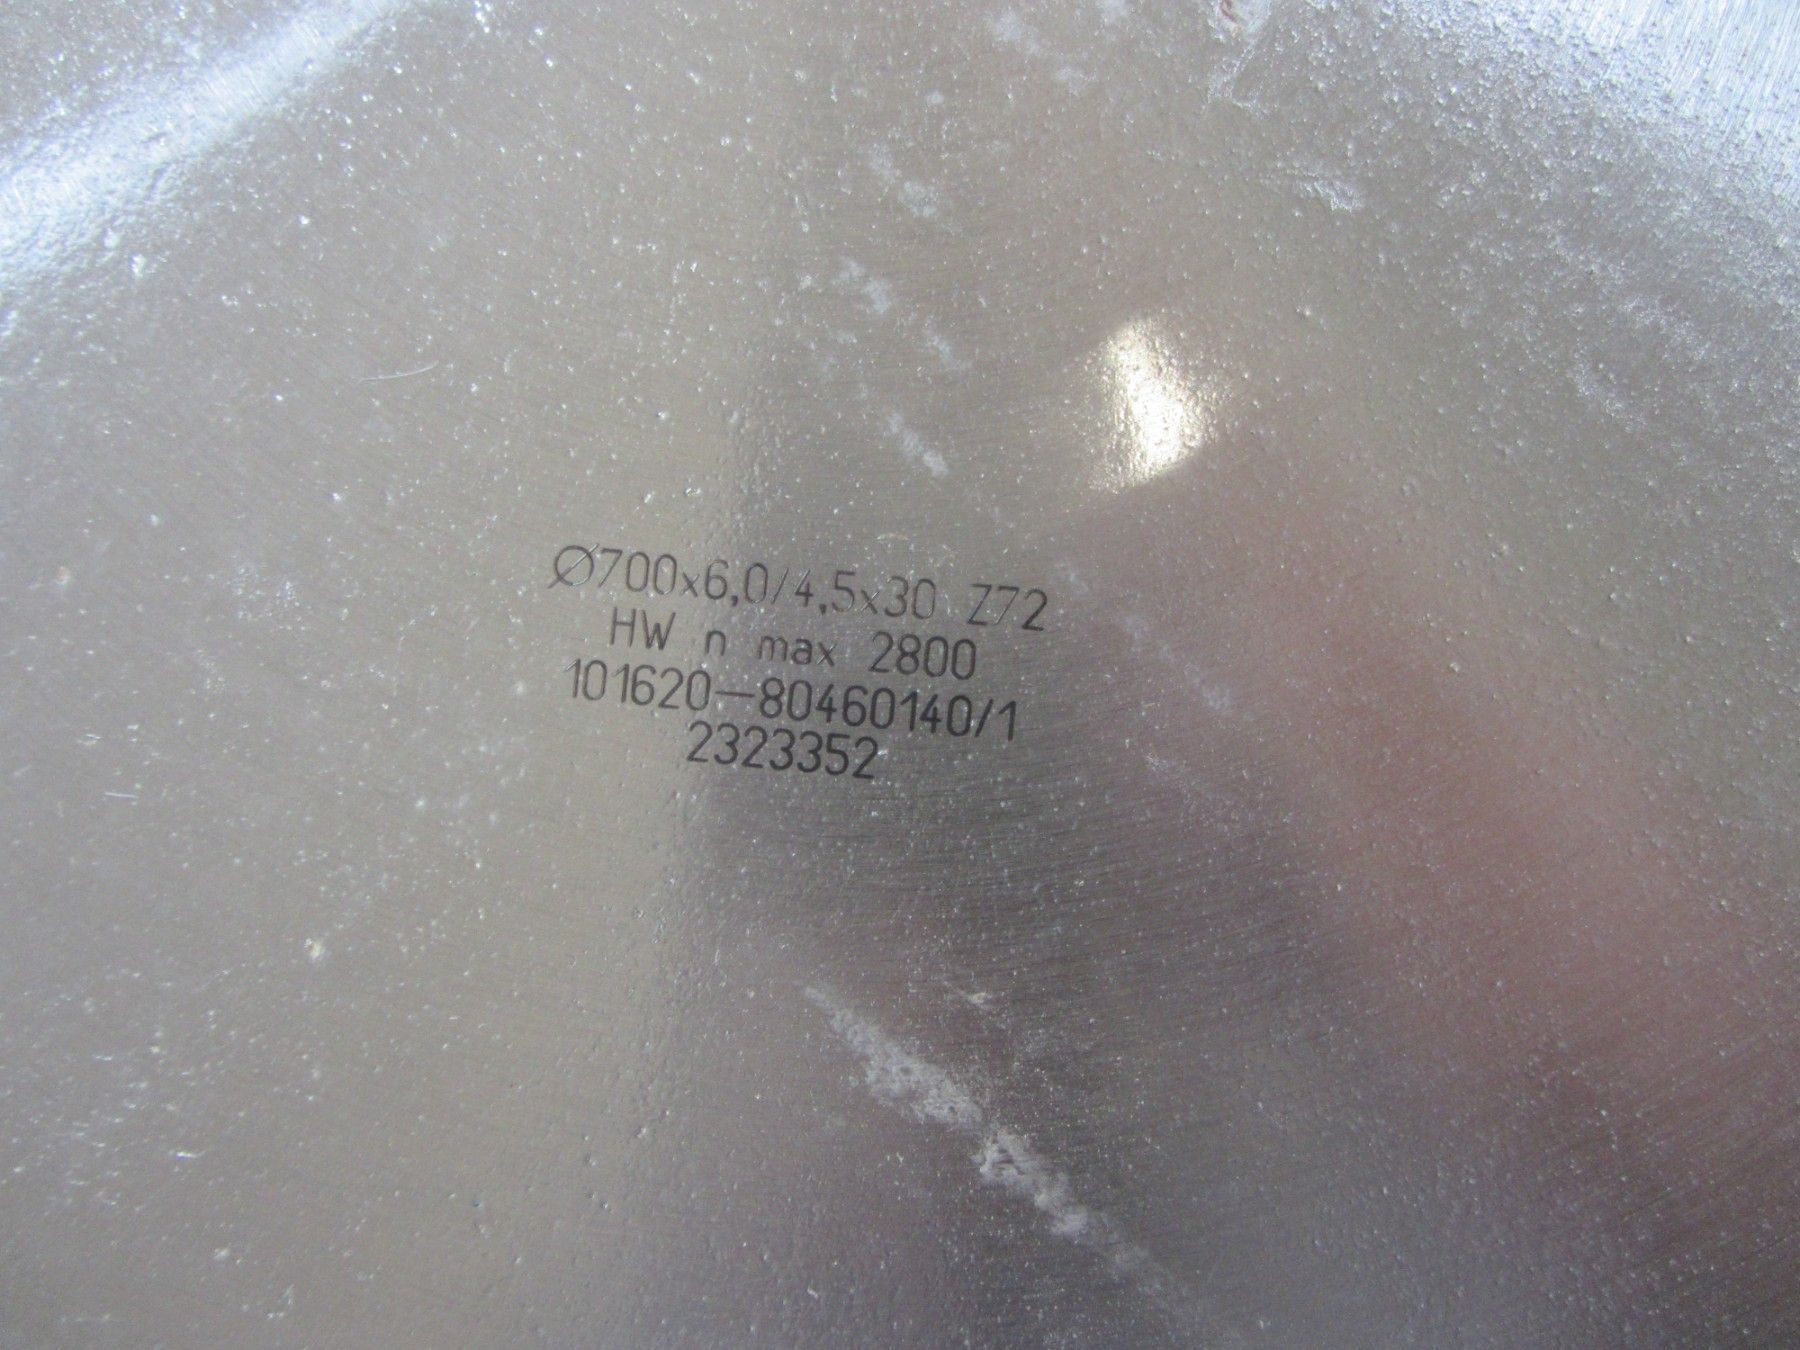 Ø700x6,0/4,5x30 Z72
HW n max 2800
101620-80460140/1
2323352